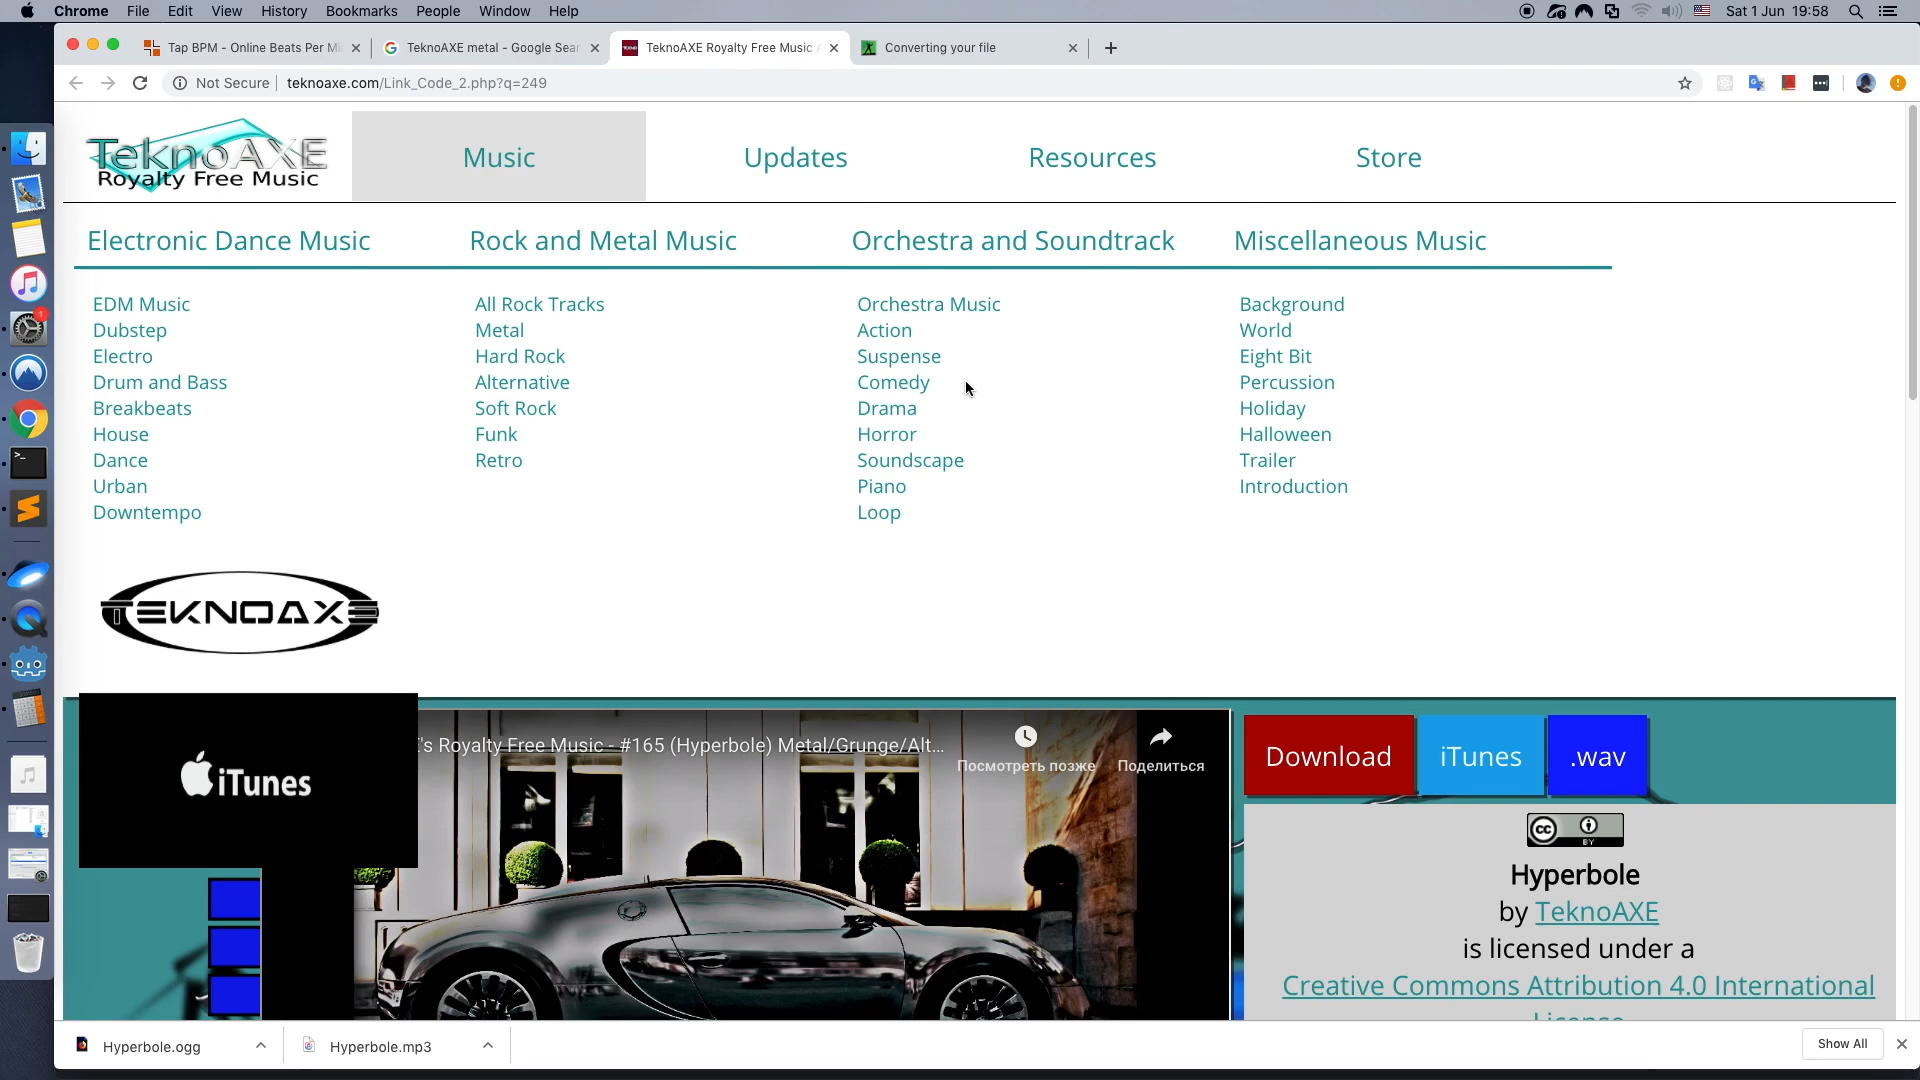 Chrome File Edit View History Bookmarks People Window Help Sat 1 Jun 19:58
Tap BPM - Online Beats Per Mi
TeknoAXE metal - Google Sear
TeknoAXE Royalty Free Music A
Converting your file
Not Secure teknoaxe.com/Link_Code_2.php?q=249
TeknoAXE
Royalty Free Music
Music Updates Resources Store
Electronic Dance Music Rock and Metal Music Orchestra and Soundtrack Miscellaneous Music
EDM Music All Rock Tracks Orchestra Music Background
Dubstep Metal Action World
Electro Hard Rock Suspense Eight Bit
Drum and Bass Alternative Comedy Percussion
Breakbeats Soft Rock Drama Holiday
House Funk Horror Halloween
Dance Retro Soundscape Trailer
Urban Piano Introduction
Downtempo Loop
TEKNOAXE
iTunes
E's Royalty Free Music - #165 (Hyperbole) Metal/Grunge/Alt...
Посмотреть позже Поделиться
Download iTunes .wav
cc BY
Hyperbole
by TeknoAXE
is licensed under a
Creative Commons Attribution 4.0 International
License
Hyperbole.ogg Hyperbole.mp3 Show All